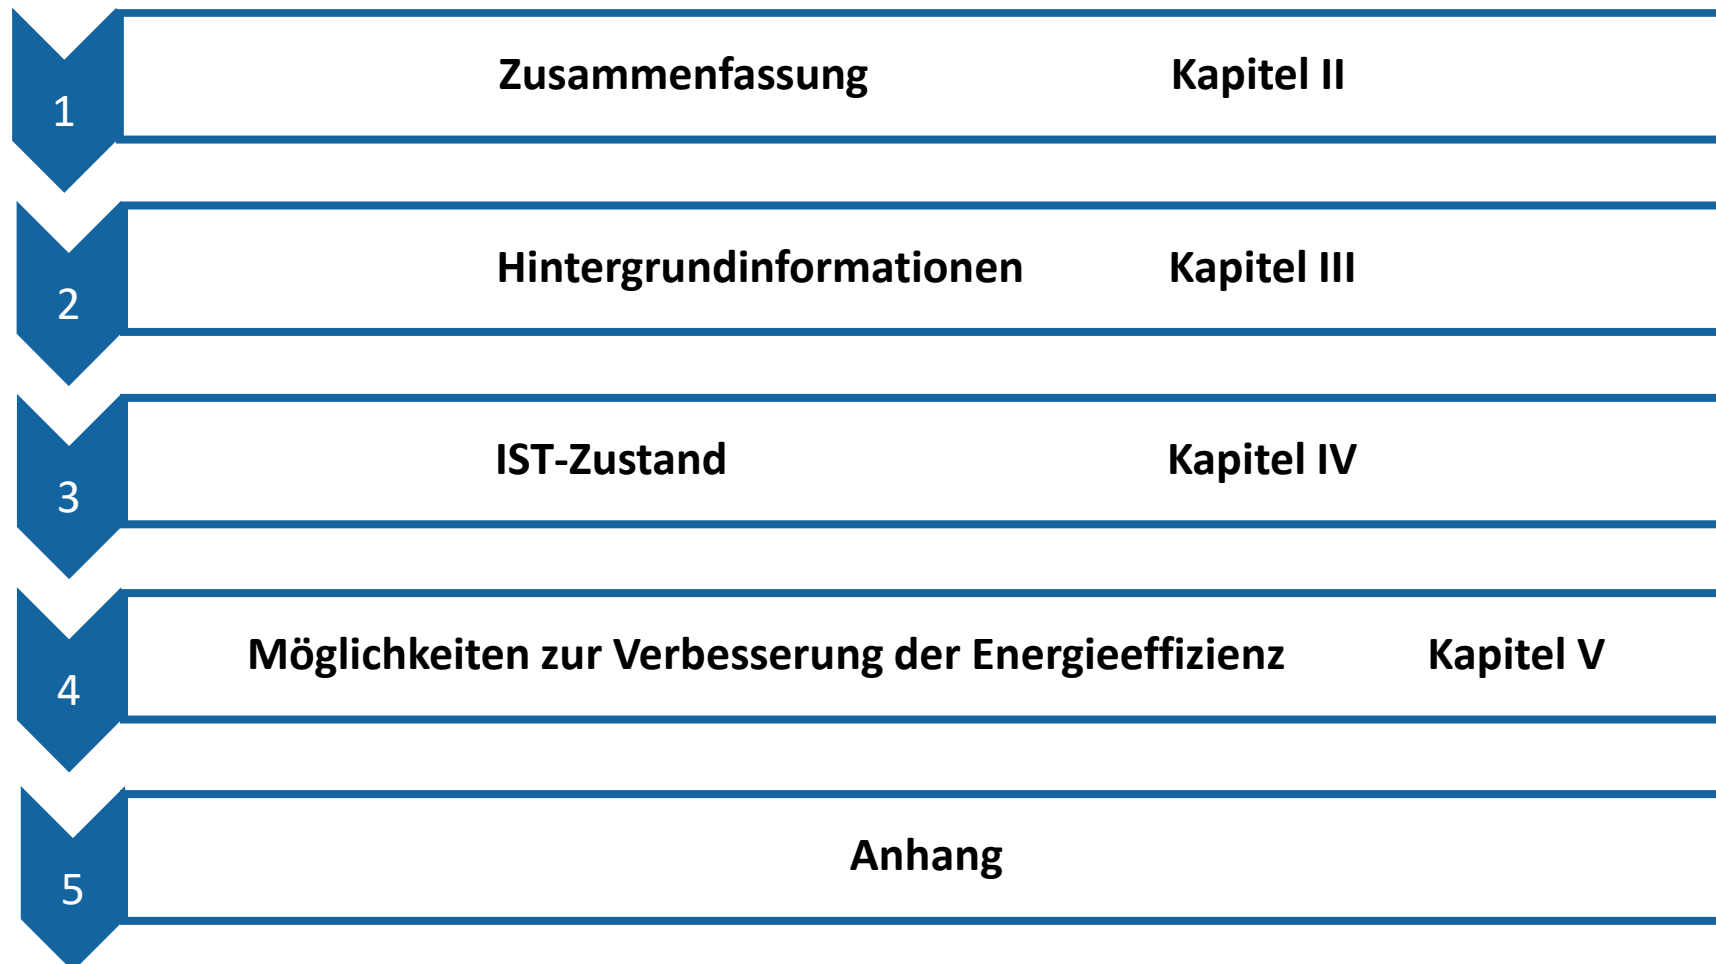 1 Zusammenfassung Kapitel II
2 Hintergrundinformationen Kapitel III
3 IST-Zustand Kapitel IV
4 Möglichkeiten zur Verbesserung der Energieeffizienz Kapitel V
5 Anhang